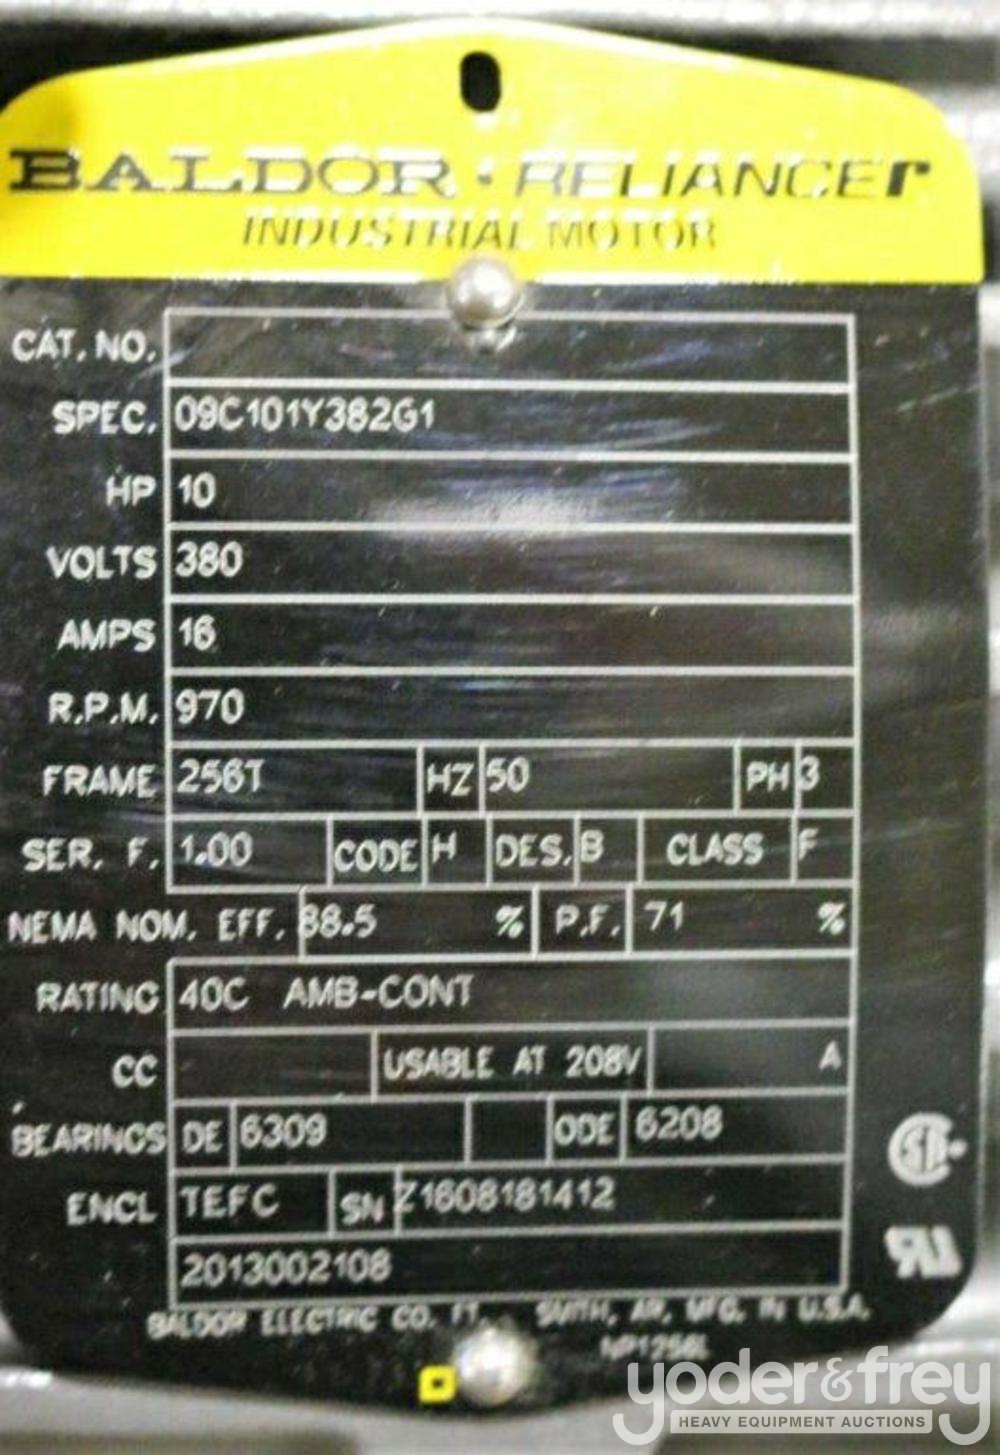 BALDOR · RELIANCER
INDUSTRIAL MOTOR
CAT. NO.
SPEC. 09C101Y382G1
HP 10
VOLTS 380
AMPS 16
R.P.M. 970
FRAME 256T HZ 50 PH 3
SER. F. 1.00 CODE H DES. B CLASS F
NEMA NOM. EFF. 88.5 % P.F. 71 %
RATING 40C AMB-CONT
CC USABLE AT 208V A
BEARINGS DE 6309 ODE 6208
ENCL TEFC SN Z1608181412
2013002108
BALDOR ELECTRIC CO. FT. SMITH, AR, MFG. IN U.S.A.
NP1256L
yoder&frey
HEAVY EQUIPMENT AUCTIONS